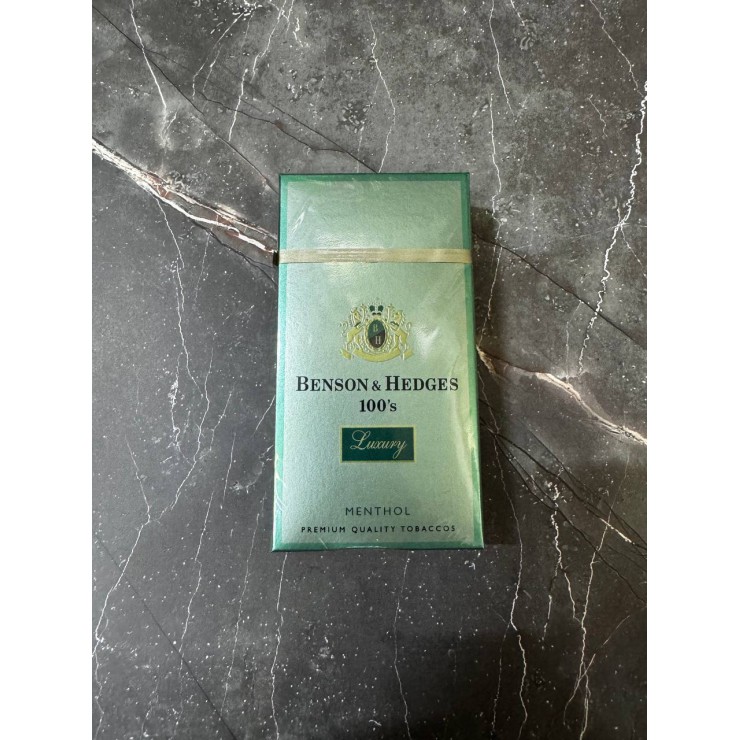 B
H
BENSON & HEDGES
100's
Luxury
MENTHOL
PREMIUM QUALITY TOBACCOS